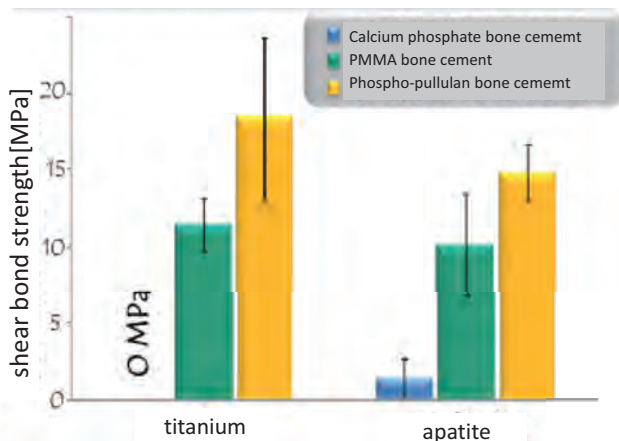 Calcium phosphate bone cememt
PMMA bone cement
Phospho-pullulan bone cememt
shear bond strength[MPa]
20
15
10
5
0
0 MPa
titanium
apatite